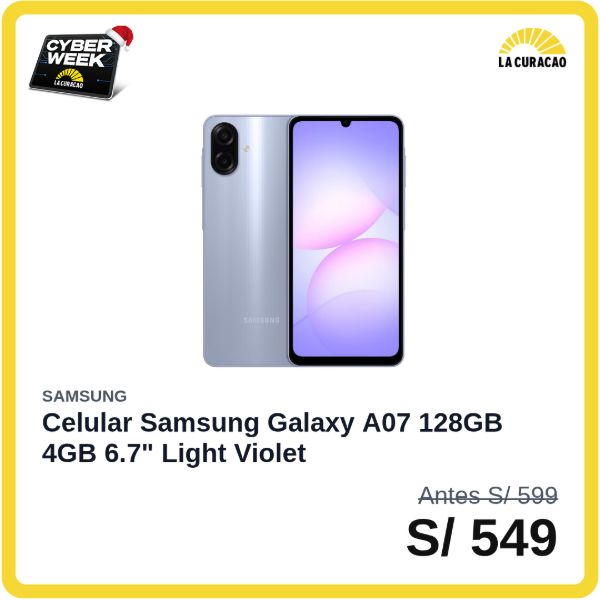 CYBER
WEEK
LA CURACAO
LA CURACAO
SAMSUNG
SAMSUNG
Celular Samsung Galaxy A07 128GB
4GB 6.7" Light Violet
Antes S/ 599
S/ 549